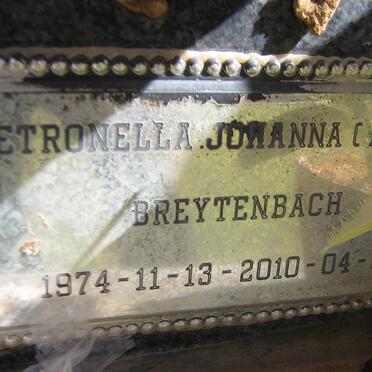 ETRONELLA JOHANNA (
BREYTENBACH
1974-11-13-2010-04-